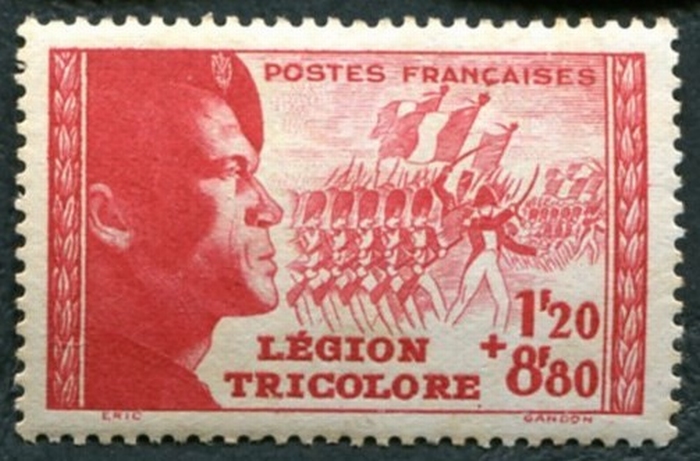 POSTES FRANÇAISES
1F20
+8F80
LÉGION
TRICOLORE
ERIC
GANDON